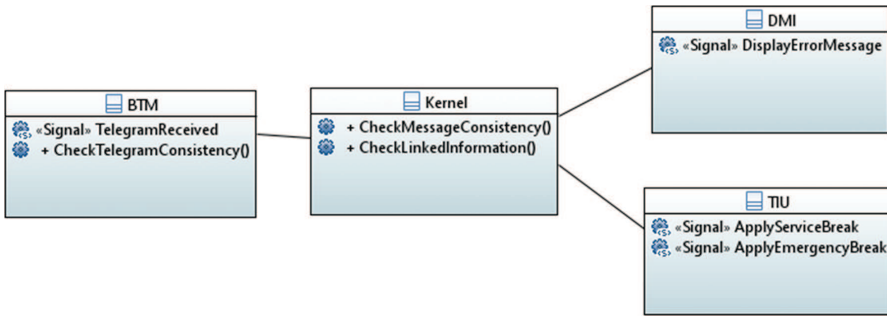 DMI
«Signal» DisplayErrorMessage
BTM
«Signal» TelegramReceived
+ CheckTelegramConsistency()
Kernel
+ CheckMessageConsistency()
+ CheckLinkedInformation()
TIU
«Signal» ApplyServiceBreak
«Signal» ApplyEmergencyBreak